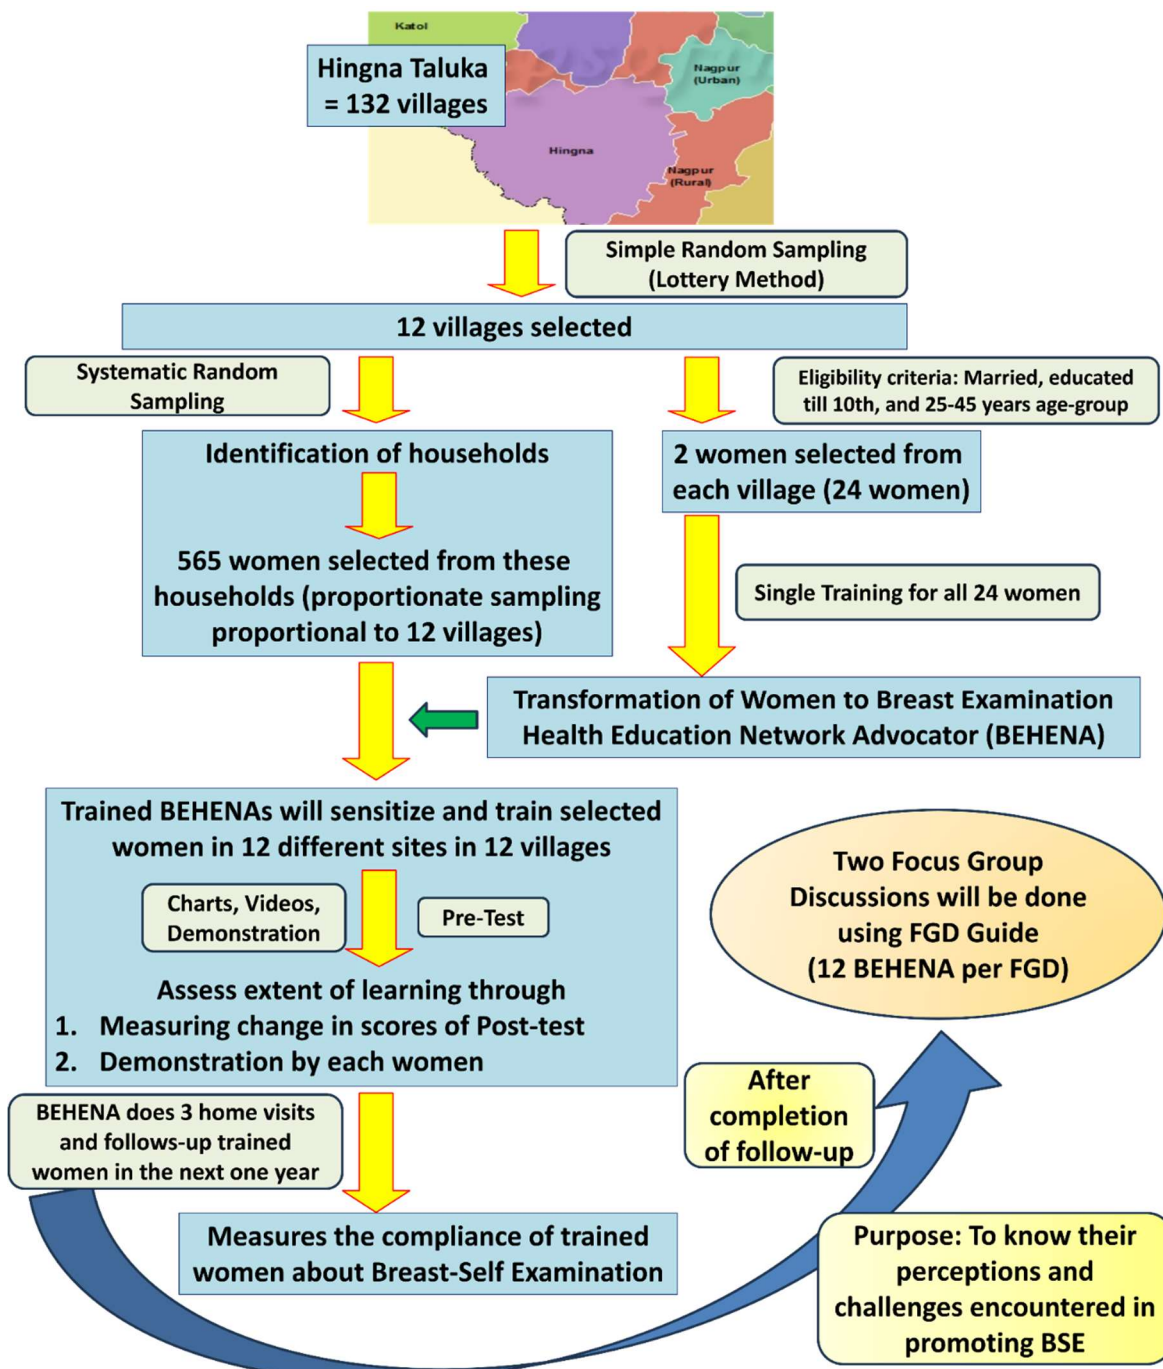 Katol
Hingna Taluka
= 132 villages
Nagpur
(Urban)
Hingna
Nagpur
(Rural)
Simple Random Sampling
(Lottery Method)
12 villages selected
Systematic Random
Sampling
Eligibility criteria: Married, educated
till 10th, and 25-45 years age-group
Identification of households
2 women selected from
each village (24 women)
565 women selected from these
households (proportionate sampling
proportional to 12 villages)
Single Training for all 24 women
Transformation of Women to Breast Examination
Health Education Network Advocator (BEHENA)
Trained BEHENAs will sensitize and train selected
women in 12 different sites in 12 villages
Charts, Videos,
Demonstration
Pre-Test
Assess extent of learning through
1. Measuring change in scores of Post-test
2. Demonstration by each women
Two Focus Group
Discussions will be done
using FGD Guide
(12 BEHENA per FGD)
BEHENA does 3 home visits
and follows-up trained
women in the next one year
After
completion
of follow-up
Measures the compliance of trained
women about Breast-Self Examination
Purpose: To know their
perceptions and
challenges encountered in
promoting BSE